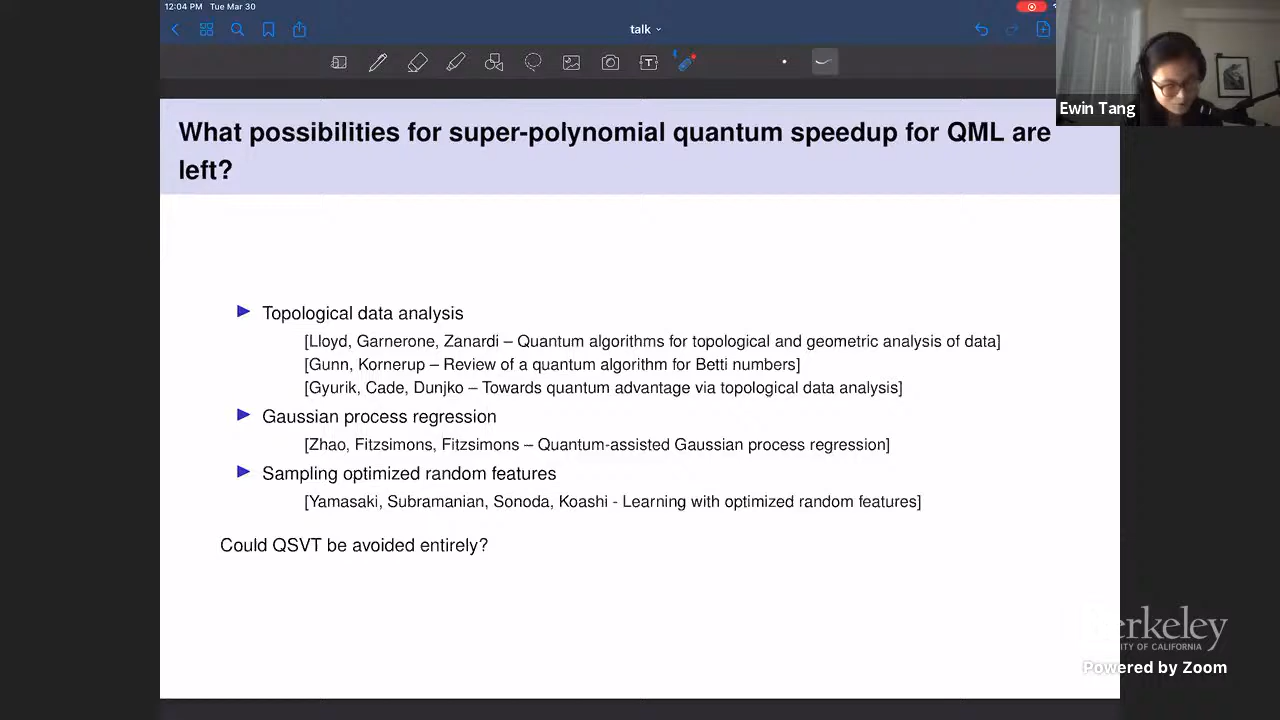 12:04 PM Tue Mar 30
talk
T
Ewin Tang
What possibilities for super-polynomial quantum speedup for QML are
left?
Topological data analysis
[Lloyd, Garnerone, Zanardi – Quantum algorithms for topological and geometric analysis of data]
[Gunn, Kornerup – Review of a quantum algorithm for Betti numbers]
[Gyurik, Cade, Dunjko – Towards quantum advantage via topological data analysis]
Gaussian process regression
[Zhao, Fitzsimons, Fitzsimons – Quantum-assisted Gaussian process regression]
Sampling optimized random features
[Yamasaki, Subramanian, Sonoda, Koashi - Learning with optimized random features]
Could QSVT be avoided entirely?
Berkeley
OF CALIFORNIA
Powered by Zoom